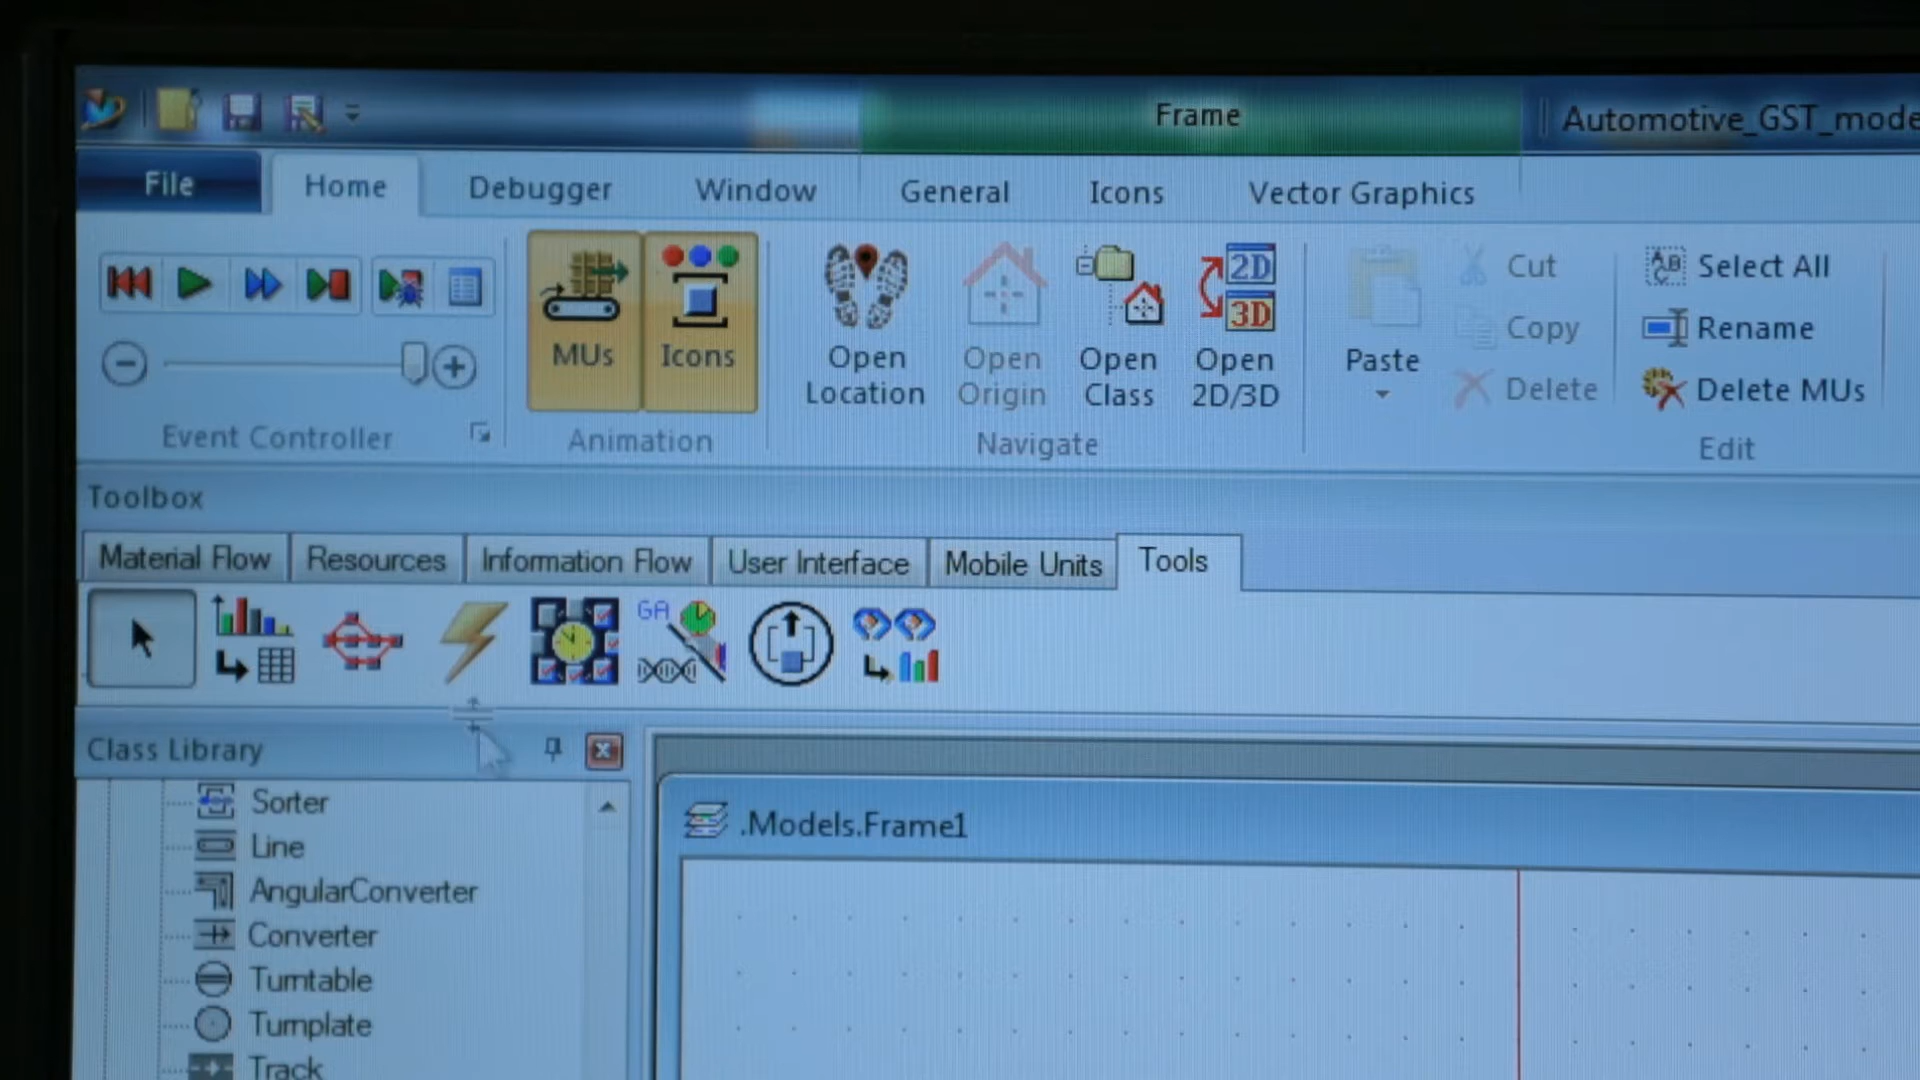 Frame
Automotive_GST_mode
File
Home
Debugger
Window
General
Icons
Vector Graphics
MUs
Icons
Open Location
Open Origin
Open Class
2D
3D
Open 2D/3D
Paste
Cut
Copy
Delete
Select All
Rename
Delete MUs
Event Controller
Animation
Navigate
Edit
Toolbox
Material Flow
Resources
Information Flow
User Interface
Mobile Units
Tools
GA
Class Library
Sorter
Line
AngularConverter
Converter
Turntable
Turnplate
Track
.Models.Frame1